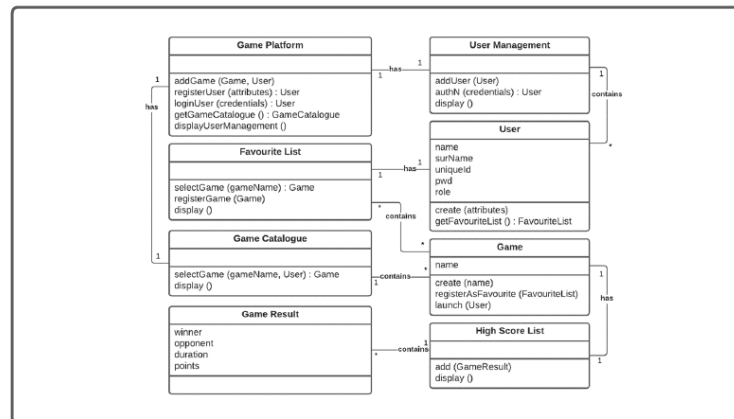 Game Platform
addGame (Game, User)
registerUser (attributes) : User
loginUser (credentials) : User
getGameCatalogue () : GameCatalogue
displayUserManagement ()
1
has
1
User Management
addUser (User)
authN (credentials) : User
display ()
1
has
1
1
contains
*
Favourite List
selectGame (gameName) : Game
registerGame (Game)
display ()
1
has
1
User
name
surName
uniqueId
pwd
role
create (attributes)
getFavouriteList () : FavouriteList
*
contains
*
Game Catalogue
selectGame (gameName, User) : Game
display ()
1
contains
*
Game
name
create (name)
registerAsFavourite (FavouriteList)
launch (User)
1
has
1
Game Result
winner
opponent
duration
points
*
contains
1
High Score List
add (GameResult)
display ()